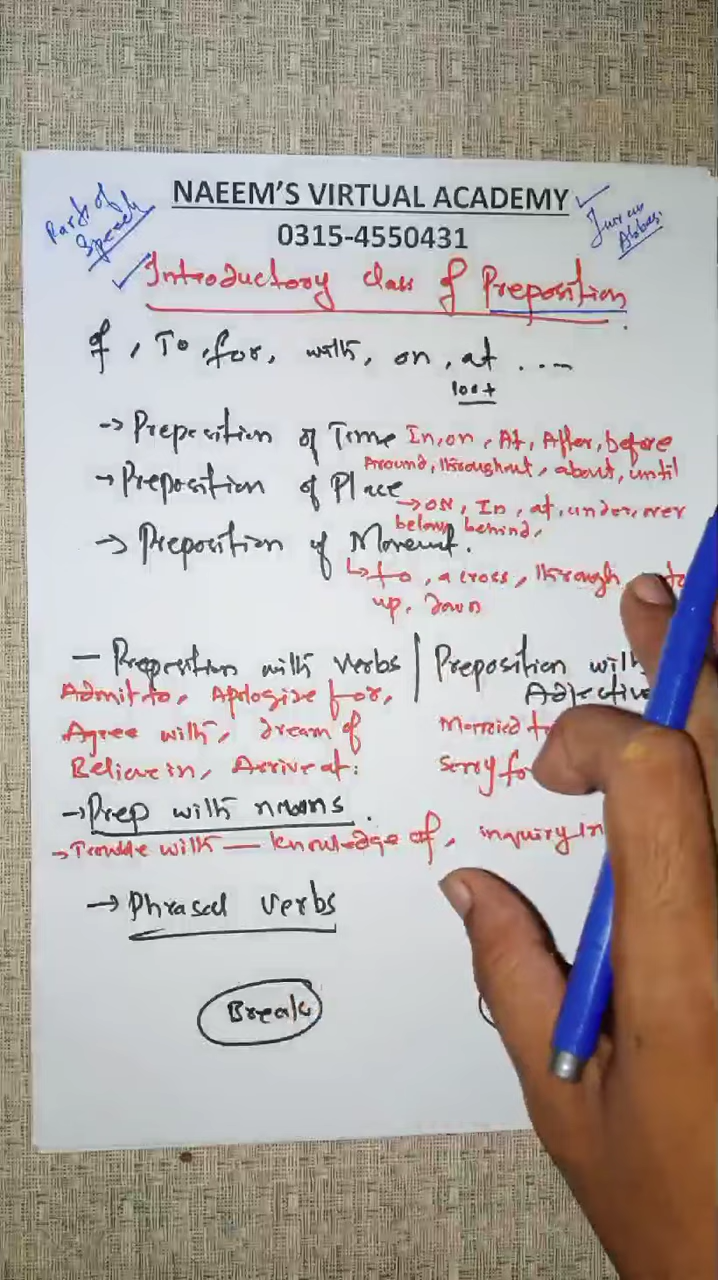 Part of
Speech
NAEEM'S VIRTUAL ACADEMY
0315-4550431
Abbas
Introductory class of Preposition
of, To, for, with, on, at ....
100+
→ Preposition of Time In, on, At, After, before
Around, throughout, about, until
→ Preposition of Place
→ ON, In, at, under, over
below, behind,
→ Preposition of Movemt.
to, across, through,
up, down
– Preposition with verbs | Preposition with
Adjective
Admit to, Apologize for,
Agree with, dream of
Believe in, Arrive at.
Married to
Sorry for
→ Prep with nouns.
→ Trouble with — knowledge of, inquiry in
→ Phrasal verbs
Break